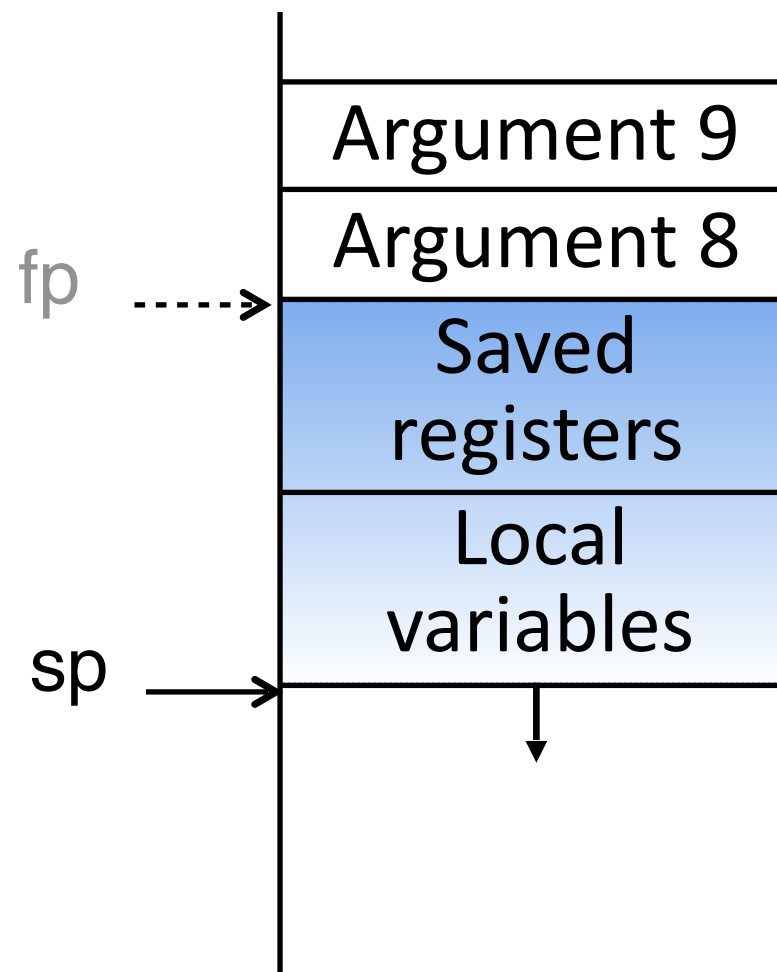 Argument 9
Argument 8
fp
Saved
registers
Local
variables
sp